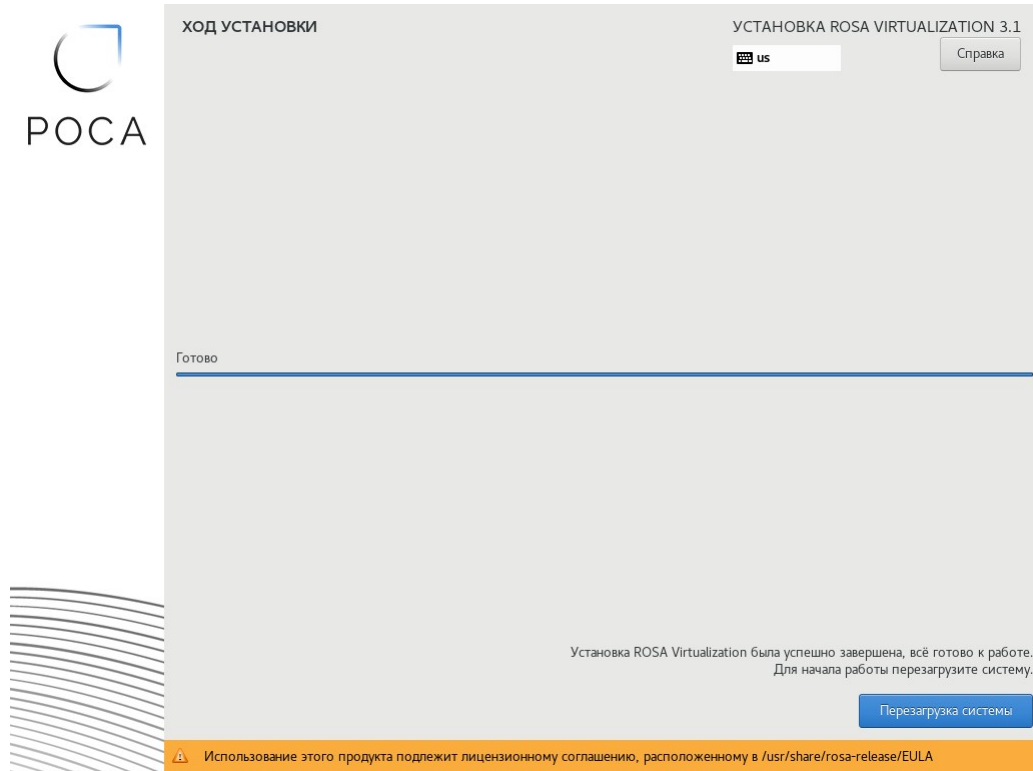 РОСА
ХОД УСТАНОВКИ
УСТАНОВКА ROSA VIRTUALIZATION 3.1
us
Справка
Готово
Установка ROSA Virtualization была успешно завершена, всё готово к работе.
Для начала работы перезагрузите систему.
Перезагрузка системы
Использование этого продукта подлежит лицензионному соглашению, расположенному в /usr/share/rosa-release/EULA